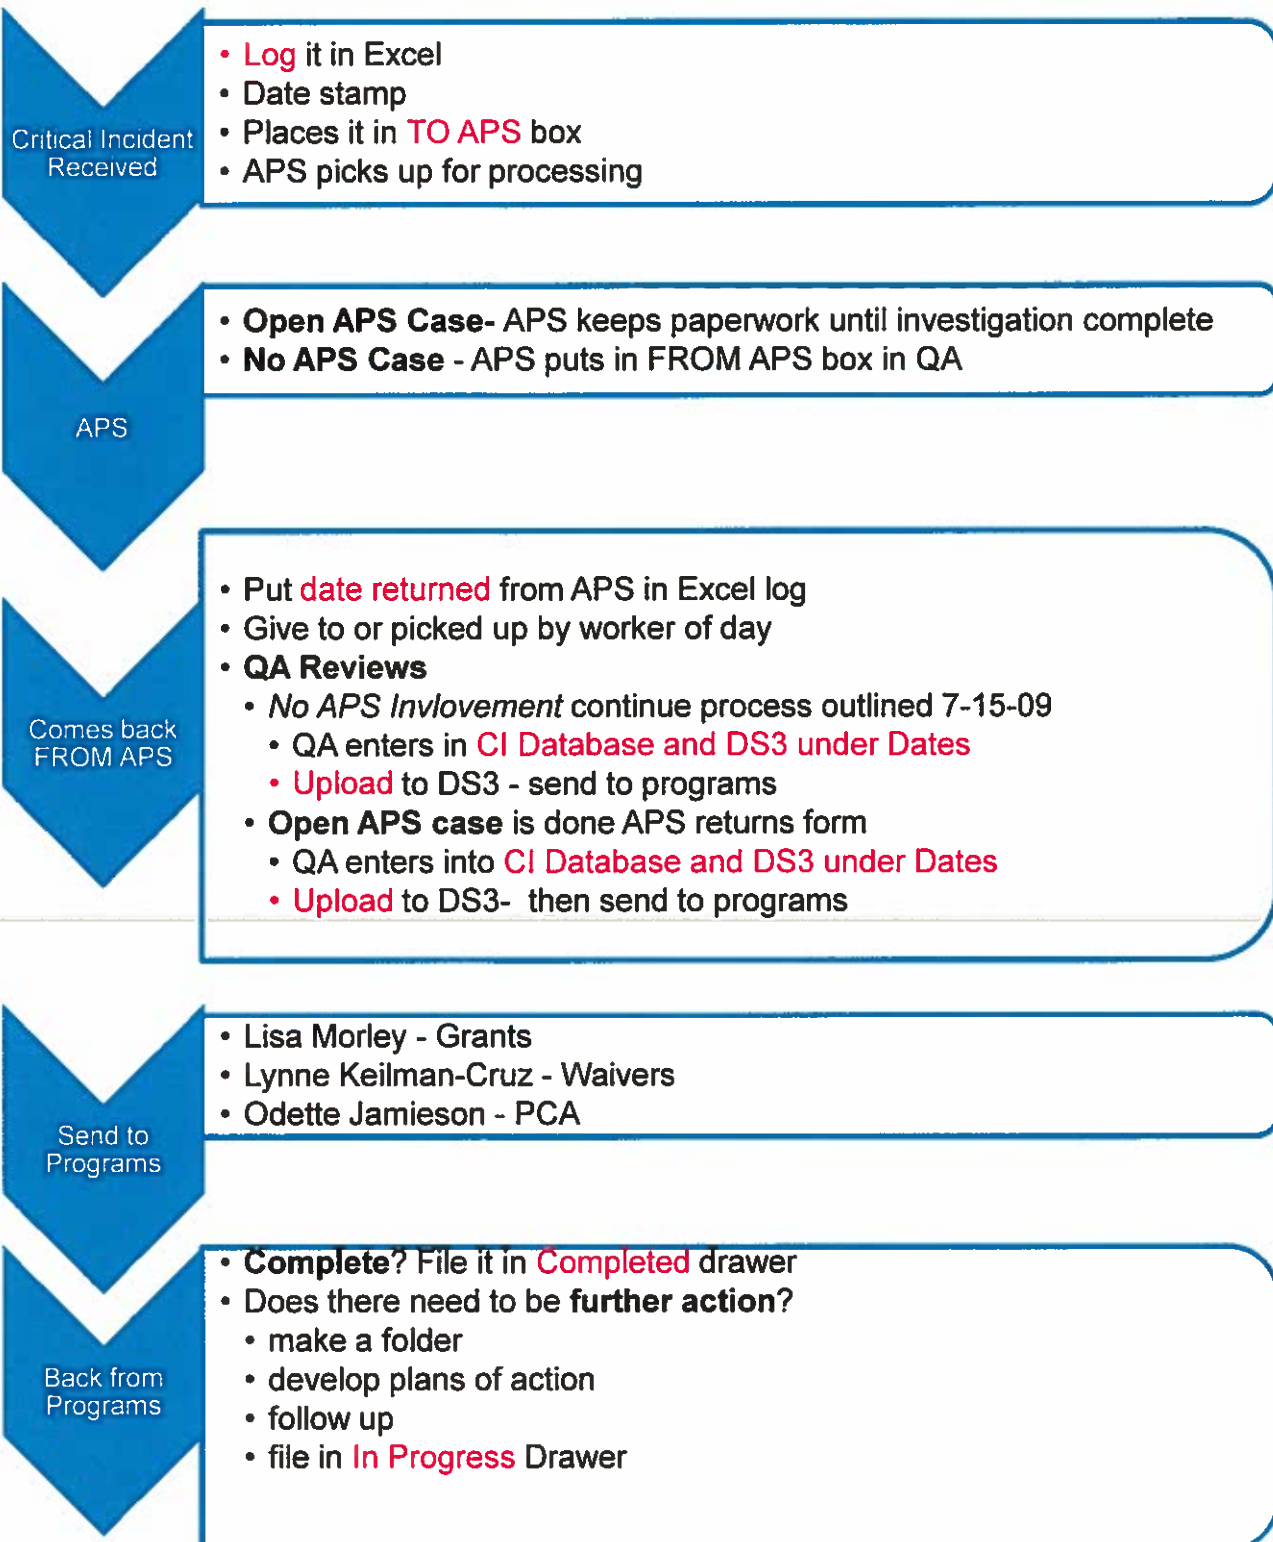 Critical Incident
Received
• Log it in Excel
• Date stamp
• Places it in TO APS box
• APS picks up for processing
APS
• Open APS Case- APS keeps paperwork until investigation complete
• No APS Case - APS puts in FROM APS box in QA
Comes back
FROM APS
• Put date returned from APS in Excel log
• Give to or picked up by worker of day
• QA Reviews
• No APS Invlovement continue process outlined 7-15-09
• QA enters in CI Database and DS3 under Dates
• Upload to DS3 - send to programs
• Open APS case is done APS returns form
• QA enters into CI Database and DS3 under Dates
• Upload to DS3- then send to programs
Send to
Programs
• Lisa Morley - Grants
• Lynne Keilman-Cruz - Waivers
• Odette Jamieson - PCA
Back from
Programs
• Complete? File it in Completed drawer
• Does there need to be further action?
• make a folder
• develop plans of action
• follow up
• file in In Progress Drawer